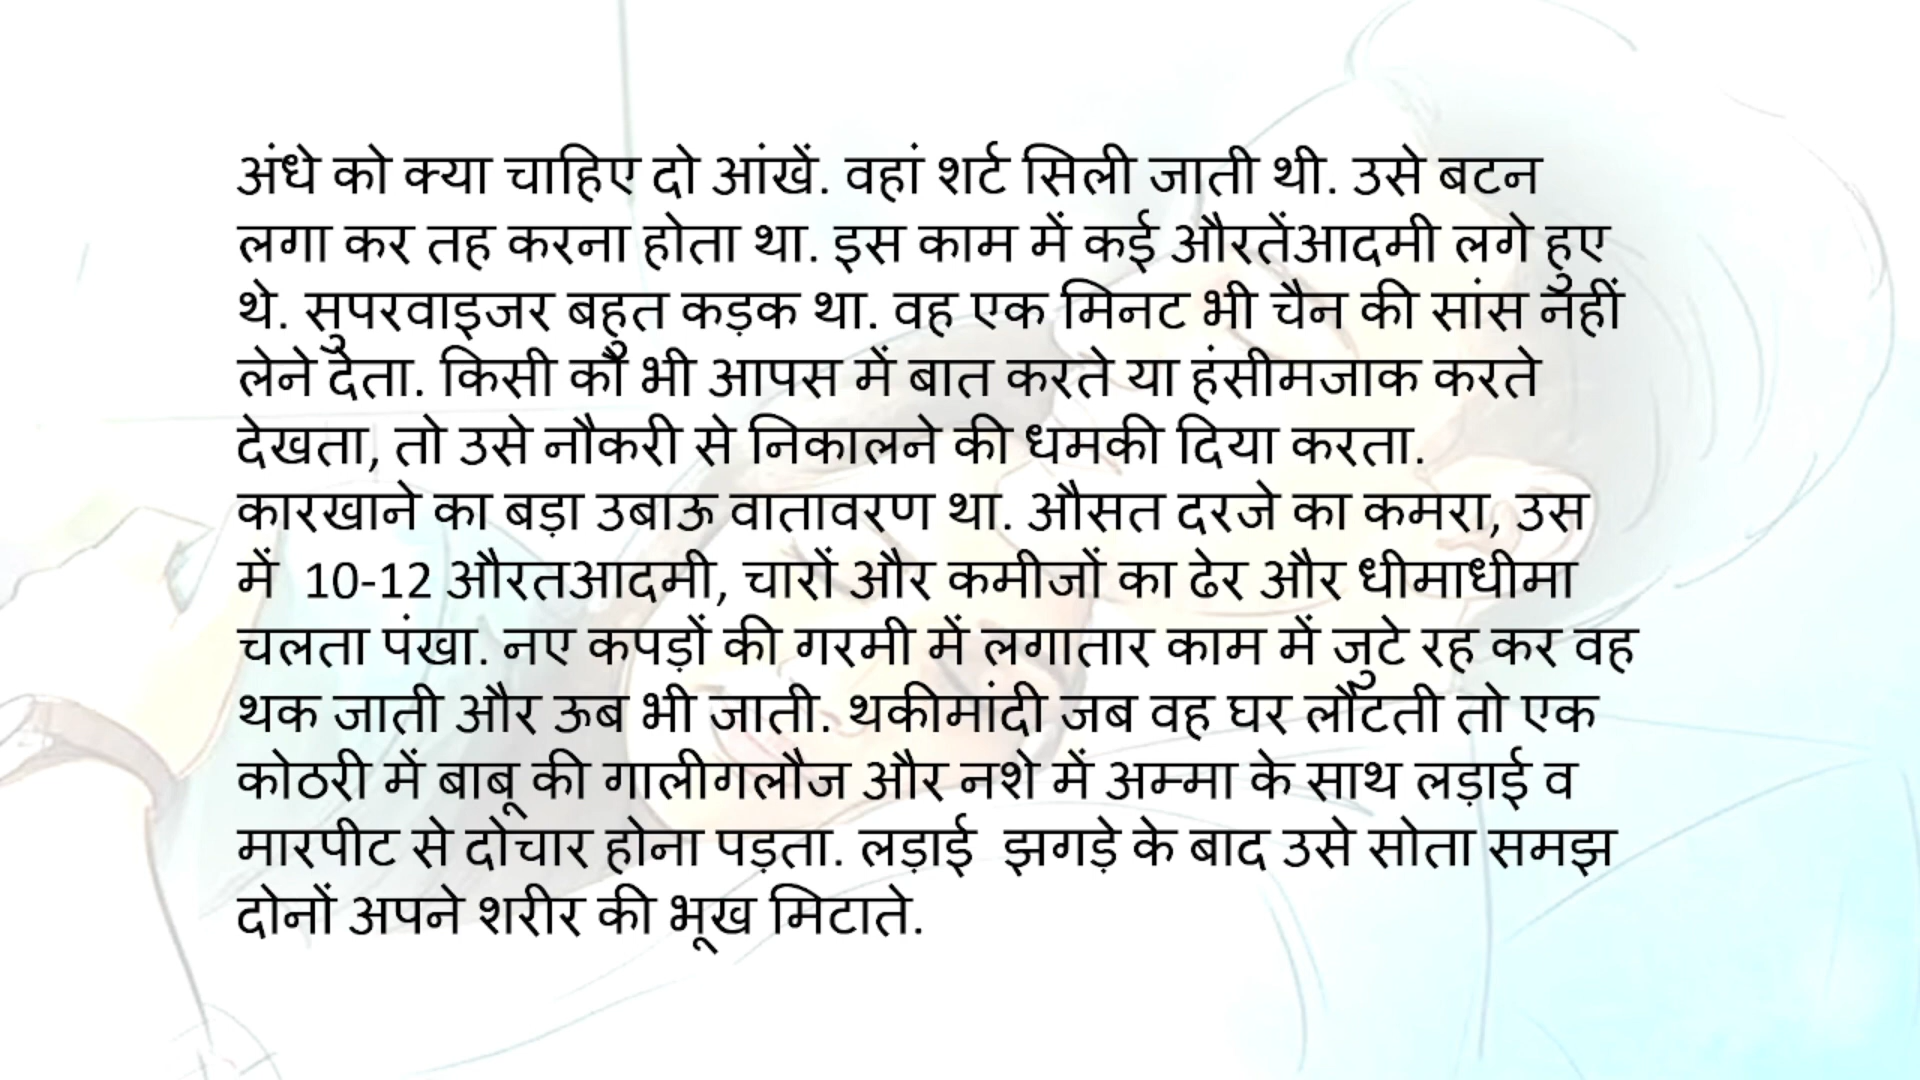 अंधे को क्या चाहिए दो आंखें. वहां शर्ट सिली जाती थी. उसे बटन
लगा कर तह करना होता था. इस काम में कई औरतेंआदमी लगे हुए
थे. सुपरवाइजर बहुत कड़क था. वह एक मिनट भी चैन की सांस नहीं
लेने देता. किसी को भी आपस में बात करते या हंसीमजाक करते
देखता, तो उसे नौकरी से निकालने की धमकी दिया करता.
कारखाने का बड़ा उबाऊ वातावरण था. औसत दरजे का कमरा, उस
में  10-12 औरतआदमी, चारों और कमीजों का ढेर और धीमाधीमा
चलता पंखा. नए कपड़ों की गरमी में लगातार काम में जुटे रह कर वह
थक जाती और ऊब भी जाती. थकीमांदी जब वह घर लौटती तो एक
कोठरी में बाबू की गालीगलौज और नशे में अम्मा के साथ लड़ाई व
मारपीट से दोचार होना पड़ता. लड़ाई  झगड़े के बाद उसे सोता समझ
दोनों अपने शरीर की भूख मिटाते.